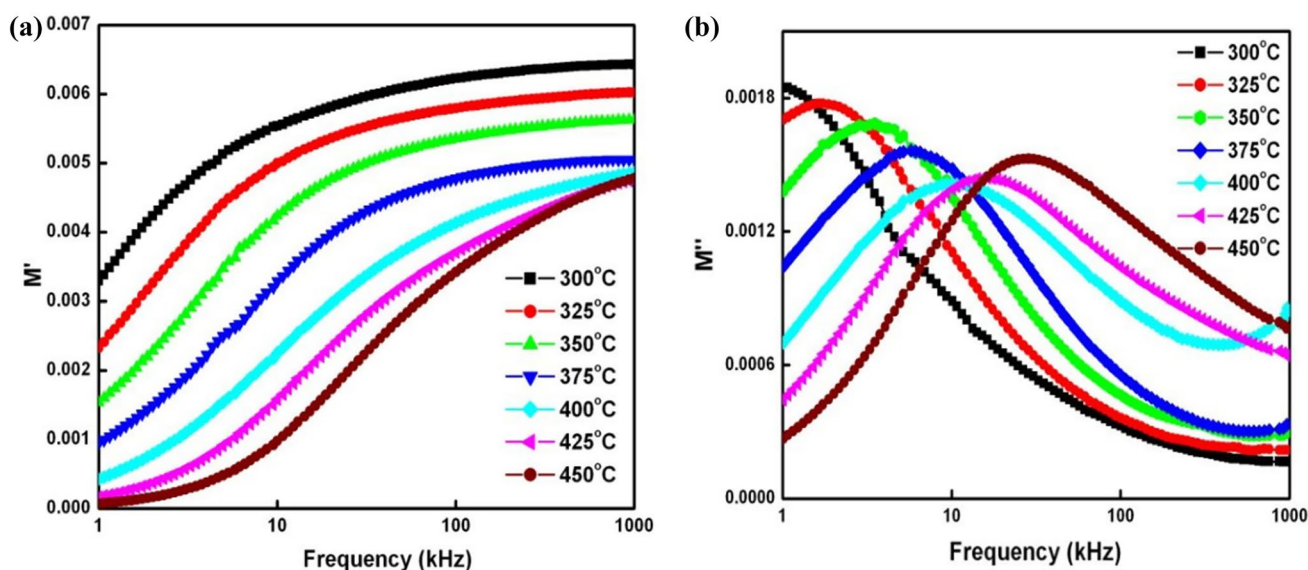 (a)
0.007
0.006
0.005
0.004
0.003
0.002
0.001
0.000
M'
300°C
325°C
350°C
375°C
400°C
425°C
450°C
1 10 100 1000
Frequency (kHz)
(b)
0.0018
0.0012
0.0006
0.0000
M''
300°C
325°C
350°C
375°C
400°C
425°C
450°C
1 10 100 1000
Frequency (kHz)